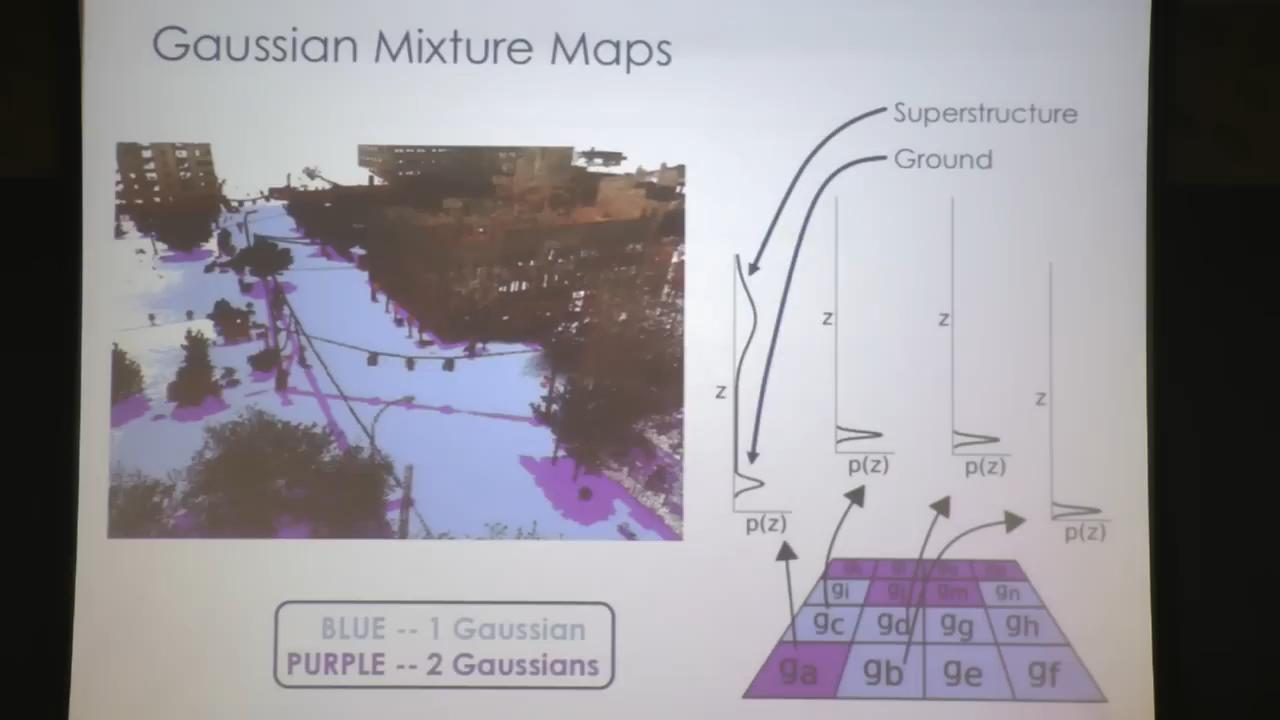 Gaussian Mixture Maps
Superstructure
Ground
z
z
z
z
p(z)
p(z)
p(z)
p(z)
gi
gj
gm
gn
gc
gd
gg
gh
ga
gb
ge
gf
BLUE -- 1 Gaussian
PURPLE -- 2 Gaussians